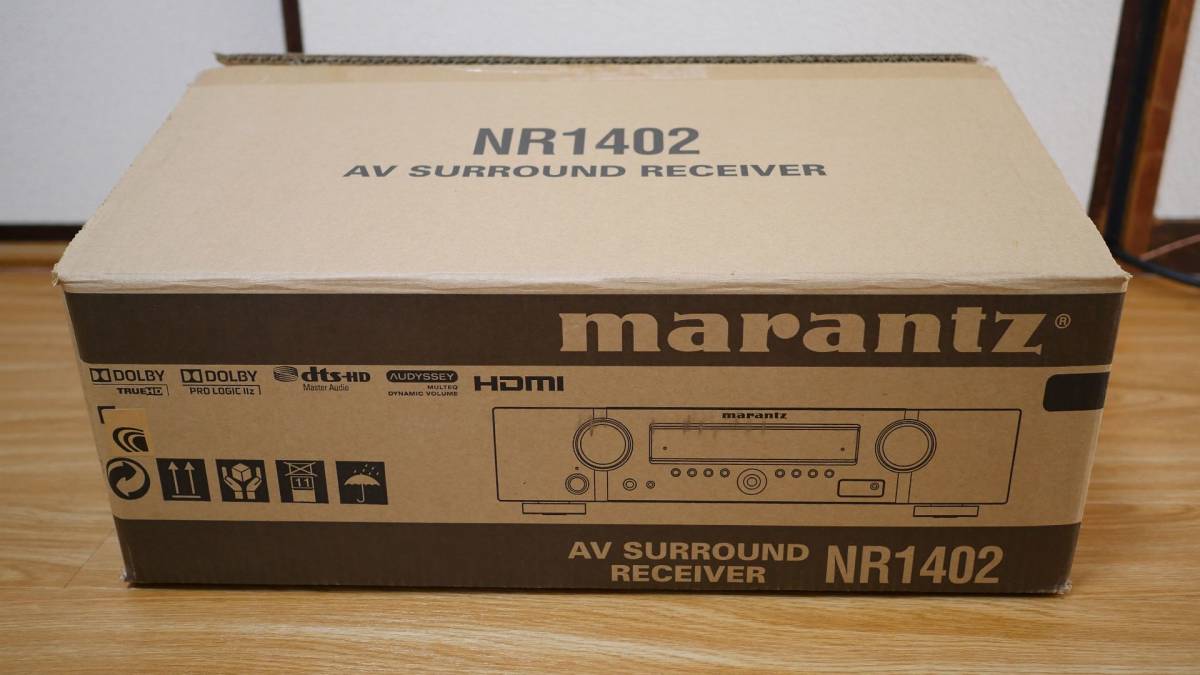 NR1402
AV SURROUND RECEIVER
marantz®
DOLBY
TRUEHD
DOLBY
PRO LOGIC IIz
dts-HD
Master Audio
AUDYSSEY
MULTEQ
DYNAMIC VOLUME
HDMI
marantz
11
AV SURROUND
RECEIVER
NR1402